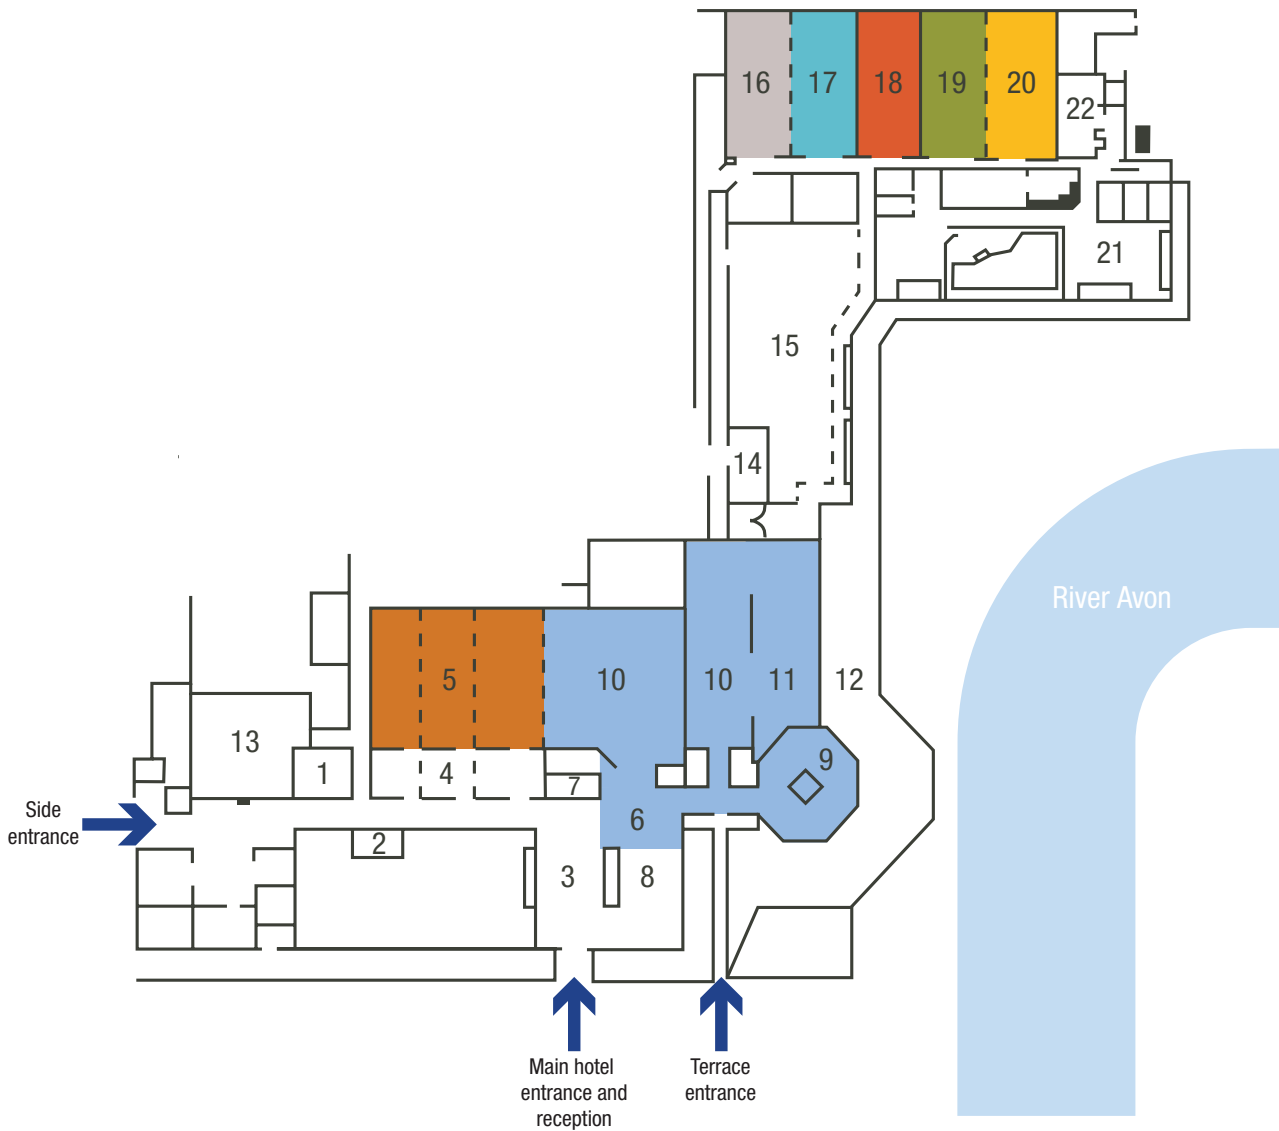 16 17 18 19 20
22
21
15
14
River Avon
5 10 10 11 12
13
1 4 7 9
6
Side
entrance
2
3 8
Main hotel
entrance and
reception
Terrace
entrance